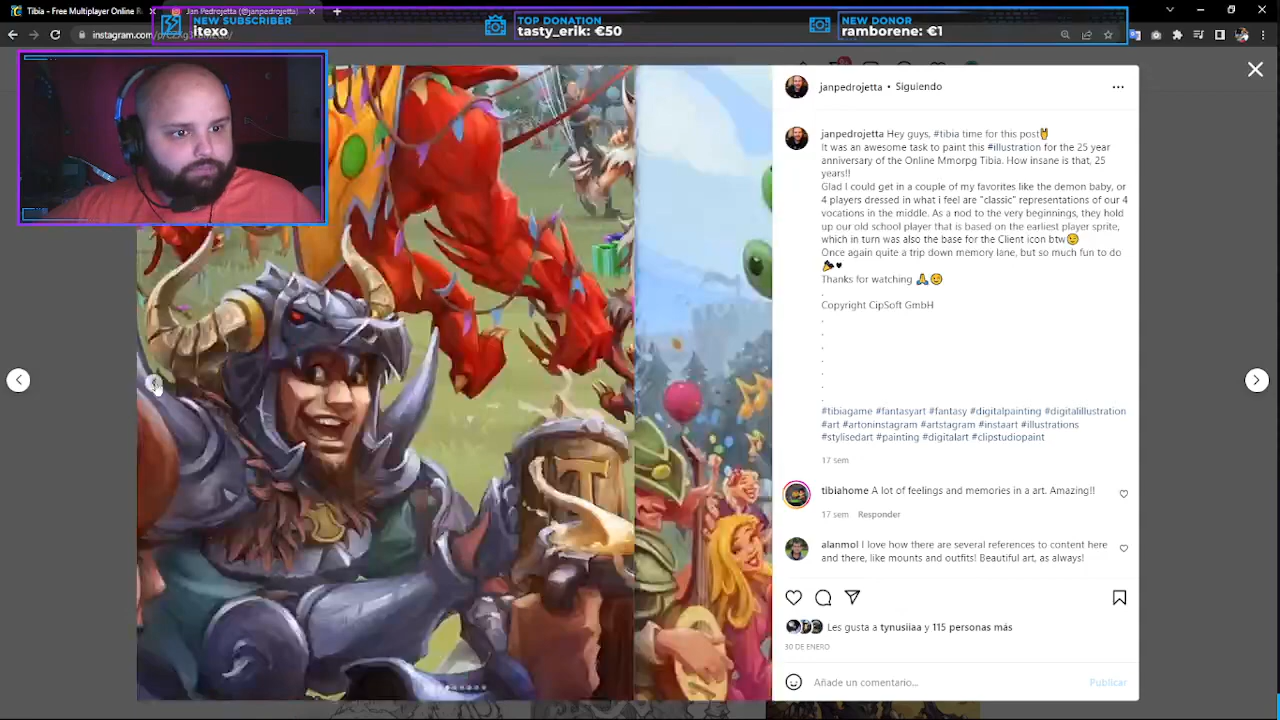 Tibia - Free Multiplayer Online R
Jan Pedrojetta (@janpedrojetta)
NEW SUBSCRIBER
itexo
TOP DONATION
tasty_erik: €50
NEW DONOR
ramborene: €1
instagram.com/p/
janpedrojetta • Siguiendo
janpedrojetta Hey guys, #tibia time for this post
It was an awesome task to paint this #illustration for the 25 year
anniversary of the Online Mmorpg Tibia. How insane is that, 25
years!!
Glad I could get in a couple of my favorites like the demon baby, or
4 players dressed in what i feel are "classic" representations of our 4
vocations in the middle. As a nod to the very beginnings, they hold
up our old school player that is based on the earliest player sprite,
which in turn was also the base for the Client icon btw😉
Once again quite a trip down memory lane, but so much fun to do
🎉♥
Thanks for watching 🙏😉
.
Copyright CipSoft GmbH
.
.
.
.
.
.
.
#tibiagame #fantasyart #fantasy #digitalpainting #digitalillustration
#art #artoninstagram #artstagram #instaart #illustrations
#stylisedart #painting #digitalart #clipstudiopaint
17 sem
tibiahome A lot of feelings and memories in a art. Amazing!!
17 sem Responder
alanmol I love how there are several references to content here
and there, like mounts and outfits! Beautiful art, as always!
Les gusta a tynusiiaa y 115 personas más
30 DE ENERO
Añade un comentario...
Publicar
T